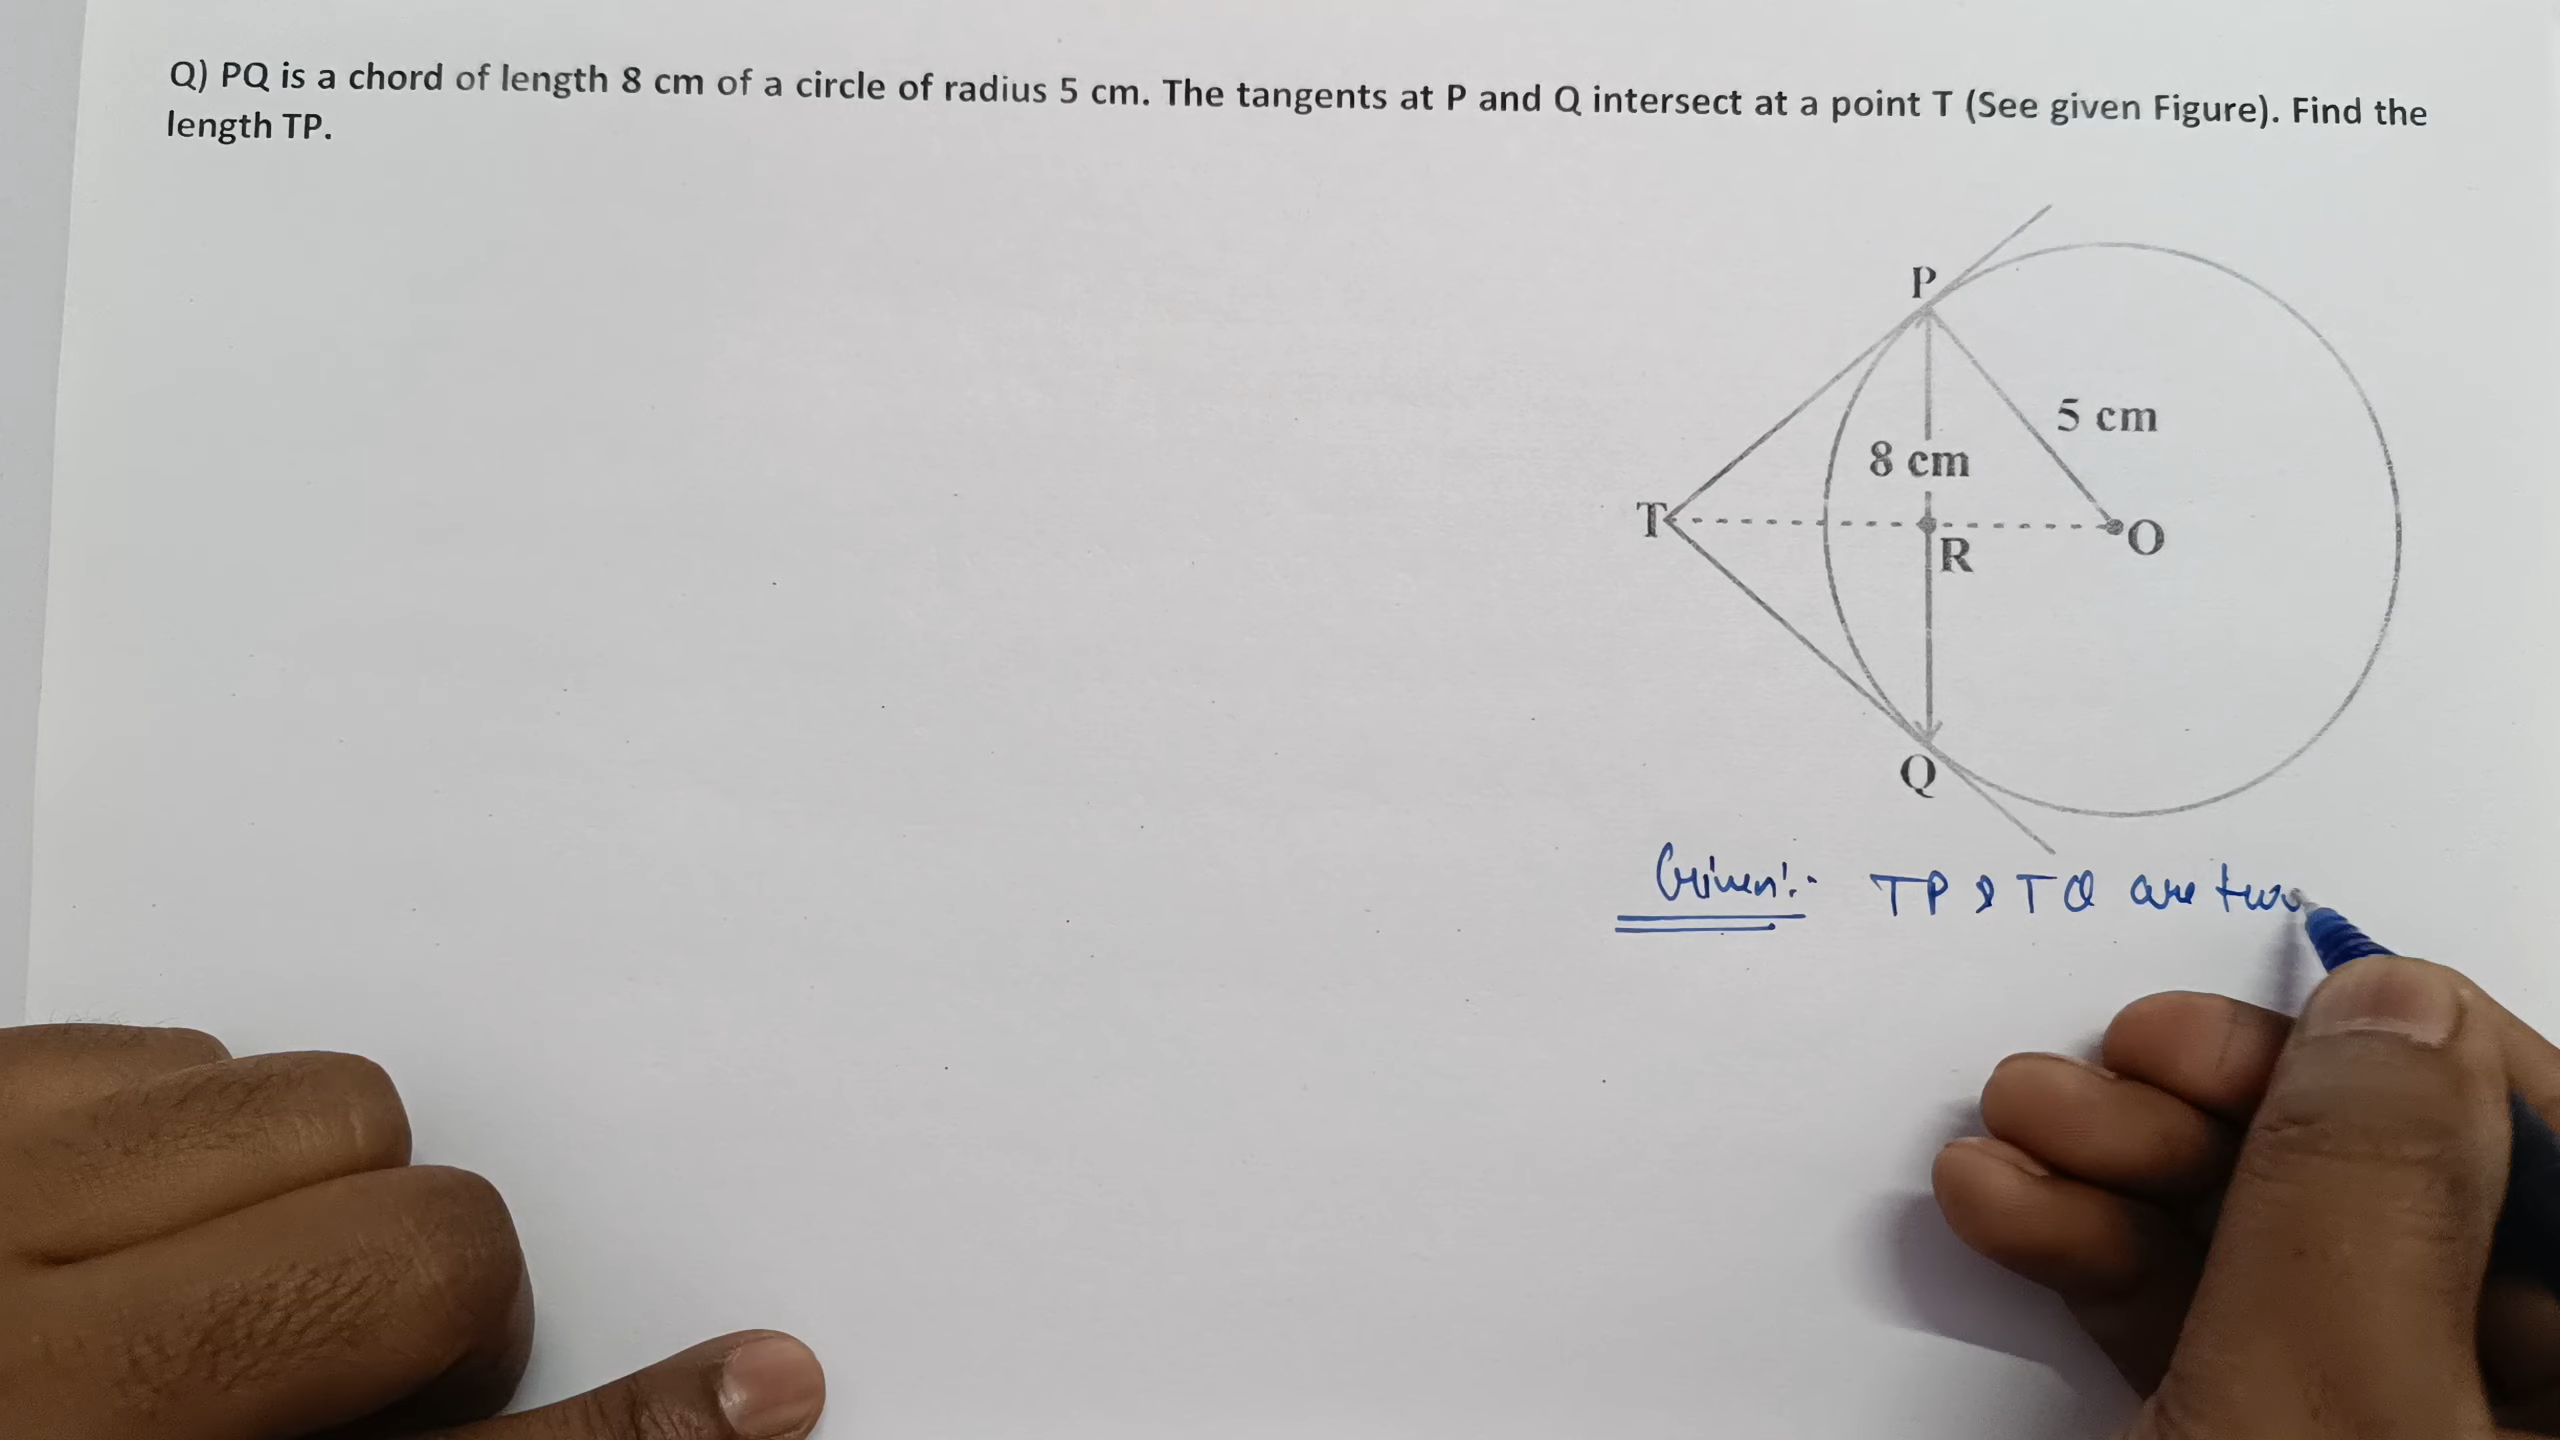 Q) PQ is a chord of length 8 cm of a circle of radius 5 cm. The tangents at P and Q intersect at a point T (See given Figure). Find the
length TP.
P
5 cm
8 cm
T
O
R
Q
Given:- TP & TQ are two